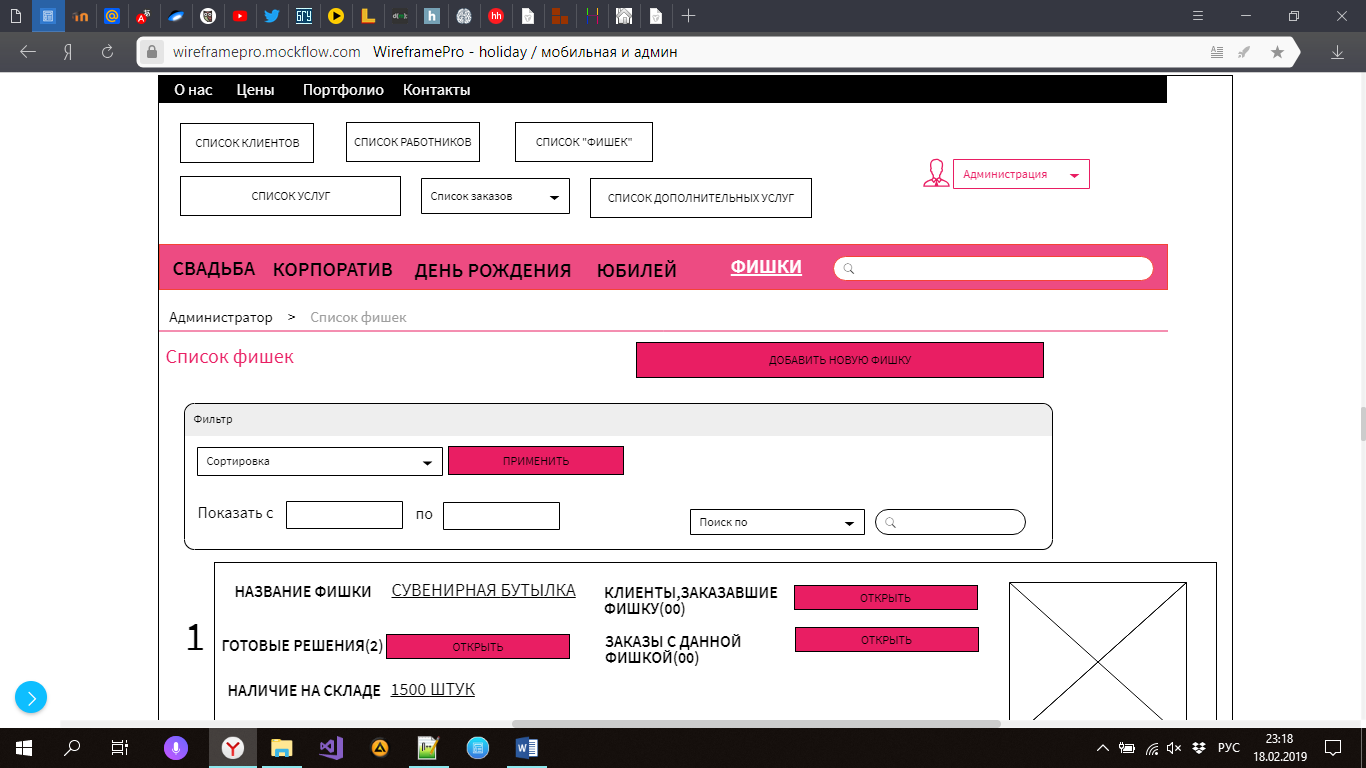 БГУ
d(m);
h
hh
Я
wireframepro.mockflow.com WireframePro - holiday / мобильная и админ
О нас Цены Портфолио Контакты
СПИСОК КЛИЕНТОВ СПИСОК РАБОТНИКОВ СПИСОК "ФИШЕК"
Администрация
СПИСОК УСЛУГ Список заказов СПИСОК ДОПОЛНИТЕЛЬНЫХ УСЛУГ
СВАДЬБА КОРПОРАТИВ ДЕНЬ РОЖДЕНИЯ ЮБИЛЕЙ ФИШКИ
Администратор > Список фишек
Список фишек ДОБАВИТЬ НОВУЮ ФИШКУ
Фильтр
Сортировка ПРИМЕНИТЬ
Показать с по Поиск по
НАЗВАНИЕ ФИШКИ СУВЕНИРНАЯ БУТЫЛКА
КЛИЕНТЫ,ЗАКАЗАВШИЕ
ФИШКУ(00)
ОТКРЫТЬ
1
ГОТОВЫЕ РЕШЕНИЯ(2) ОТКРЫТЬ
ЗАКАЗЫ С ДАННОЙ
ФИШКОЙ(00)
ОТКРЫТЬ
НАЛИЧИЕ НА СКЛАДЕ 1500 ШТУК
РУС
23:18
18.02.2019